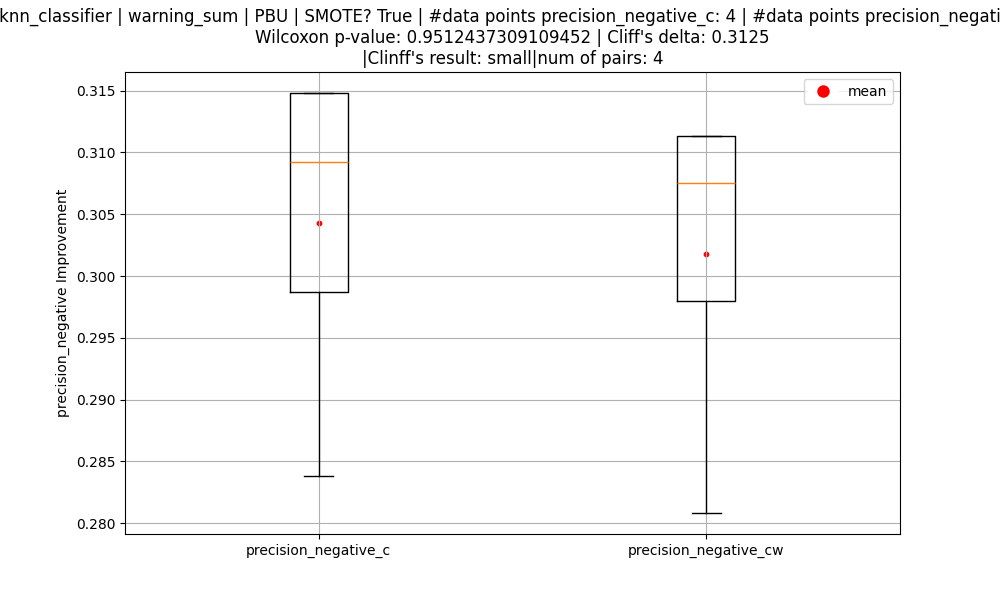 knn_classifier | warning_sum | PBU | SMOTE? True | #data points precision_negative_c: 4 | #data points
Wilcoxon p-value: 0.9512437309109452 | Cliff's delta: 0.3125
|Clinff's result: small|num of pairs: 4
mean
0.315
0.310
0.305
0.300
0.295
0.290
0.285
0.280
precision_negative Improvement
precision_negative_c
precision_negative_cw